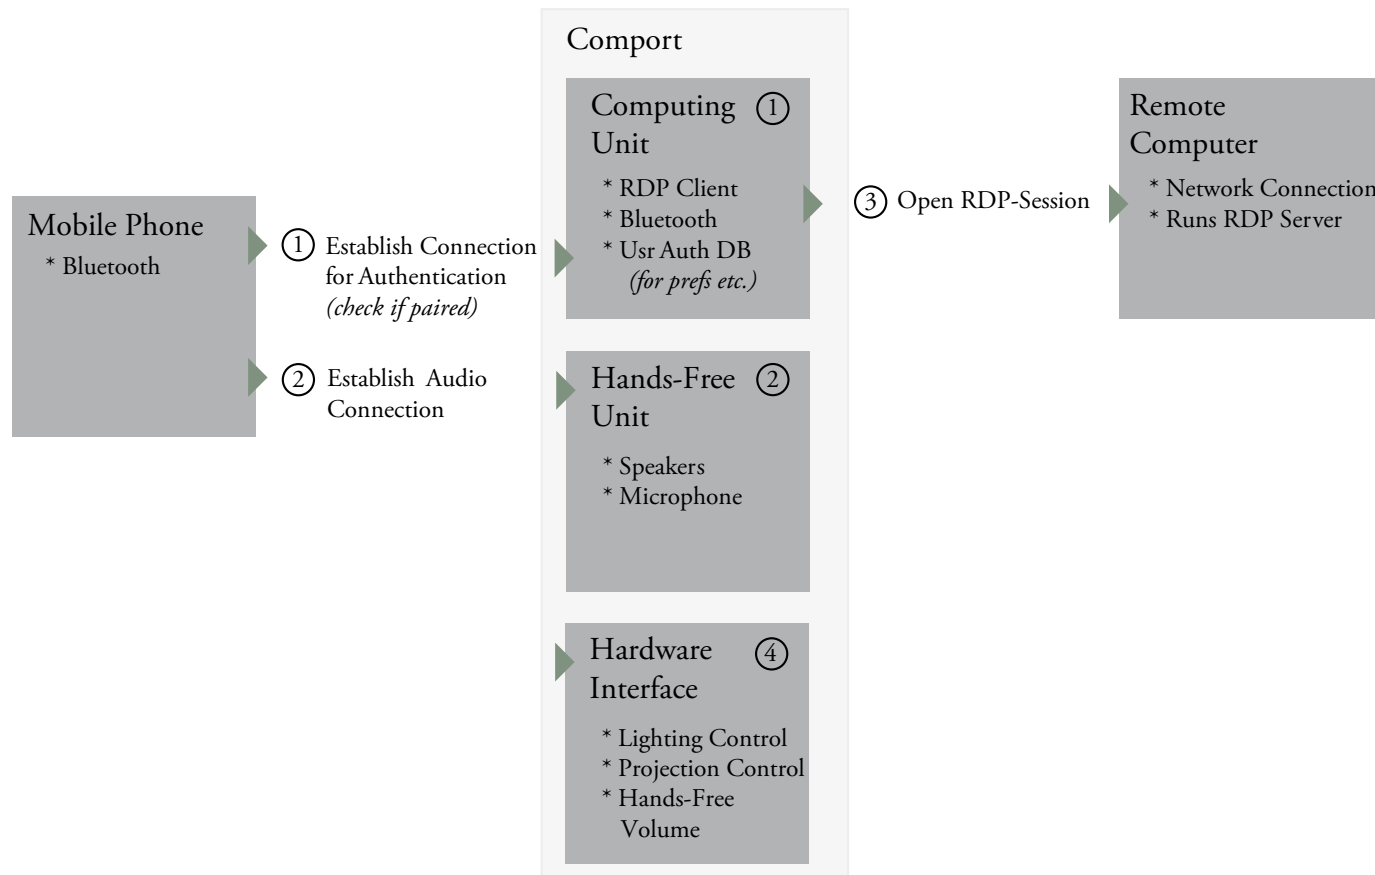 Comport
Mobile Phone
* Bluetooth
1 Establish Connection
for Authentication
(check if paired)
2 Establish Audio
Connection
Computing 1
Unit
* RDP Client
* Bluetooth
* Usr Auth DB
(for prefs etc.)
Hands-Free 2
Unit
* Speakers
* Microphone
Hardware 4
Interface
* Lighting Control
* Projection Control
* Hands-Free
Volume
3 Open RDP-Session
Remote
Computer
* Network Connection
* Runs RDP Server